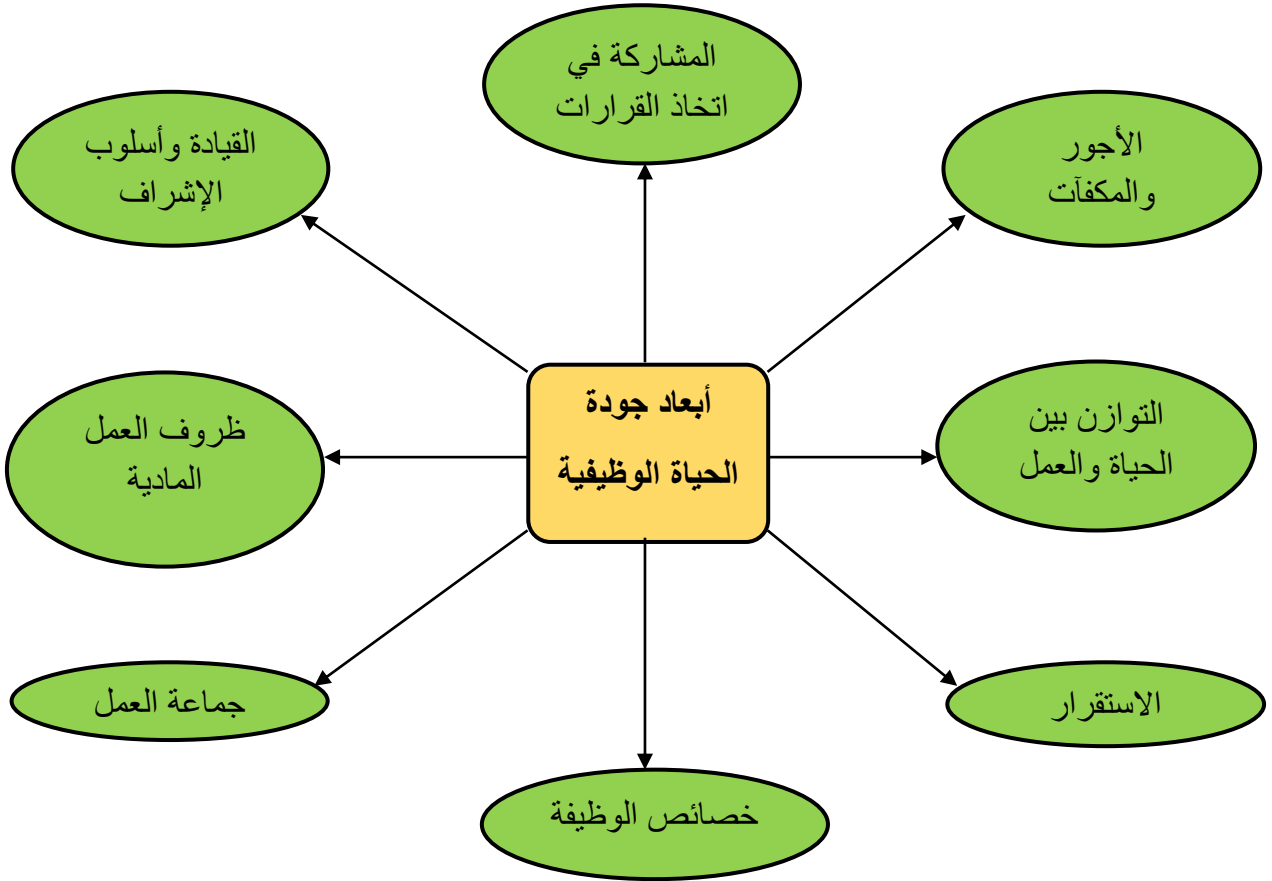 المشاركة في
اتخاذ القرارات
القيادة وأسلوب
الإشراف
الأجور
والمكفآت
أبعاد جودة
الحياة الوظيفية
ظروف العمل
المادية
التوازن بين
الحياة والعمل
جماعة العمل
الاستقرار
خصائص الوظيفة